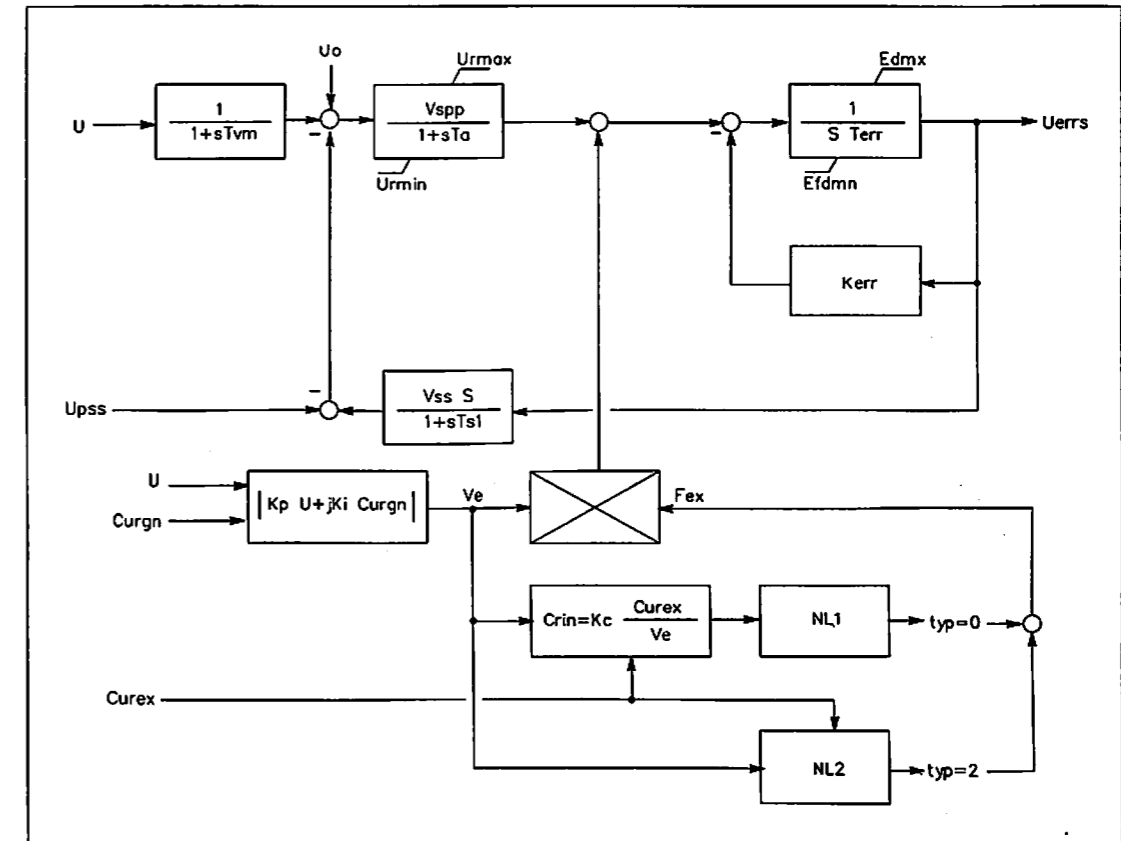 Uo
Urmax
Edmx
U
1
1+sTvm
−
Vspp
1+sTa
−
1
S Terr
Uerrs
Urmin
Efdmn
Kerr
−
Upss
Vss S
1+sTs1
U
Curgn
|Kp U+jKi Curgn|
Ve
Fex
Crin=Kc Curex
Ve
NL1
typ=0
Curex
NL2
typ=2